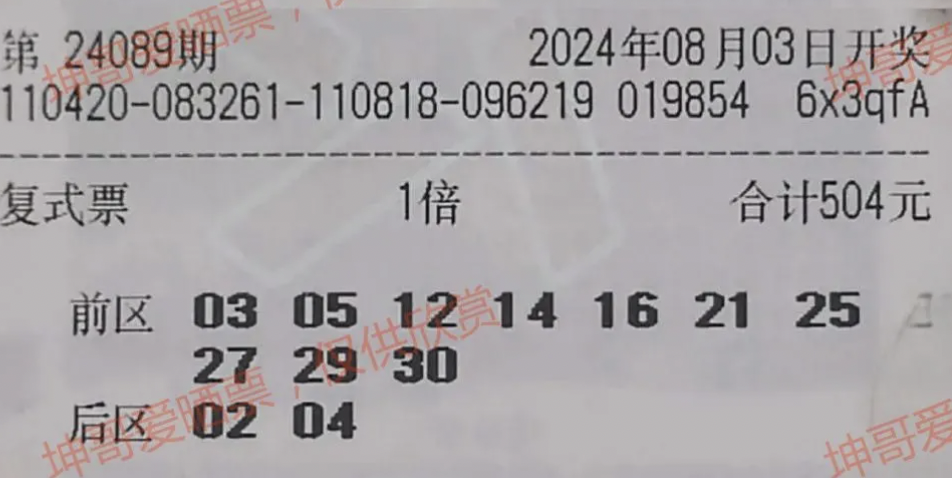 第 24089期 2024年08月03日开奖
110420-083261-110818-096219 019854 6x3qfA
复式票 1倍 合计504元
前区 03 05 12 14 16 21 25
27 29 30
后区 02 04
坤哥爱晒票，仅供欣赏
坤哥爱
坤哥爱晒票，仅供欣赏
坤哥爱